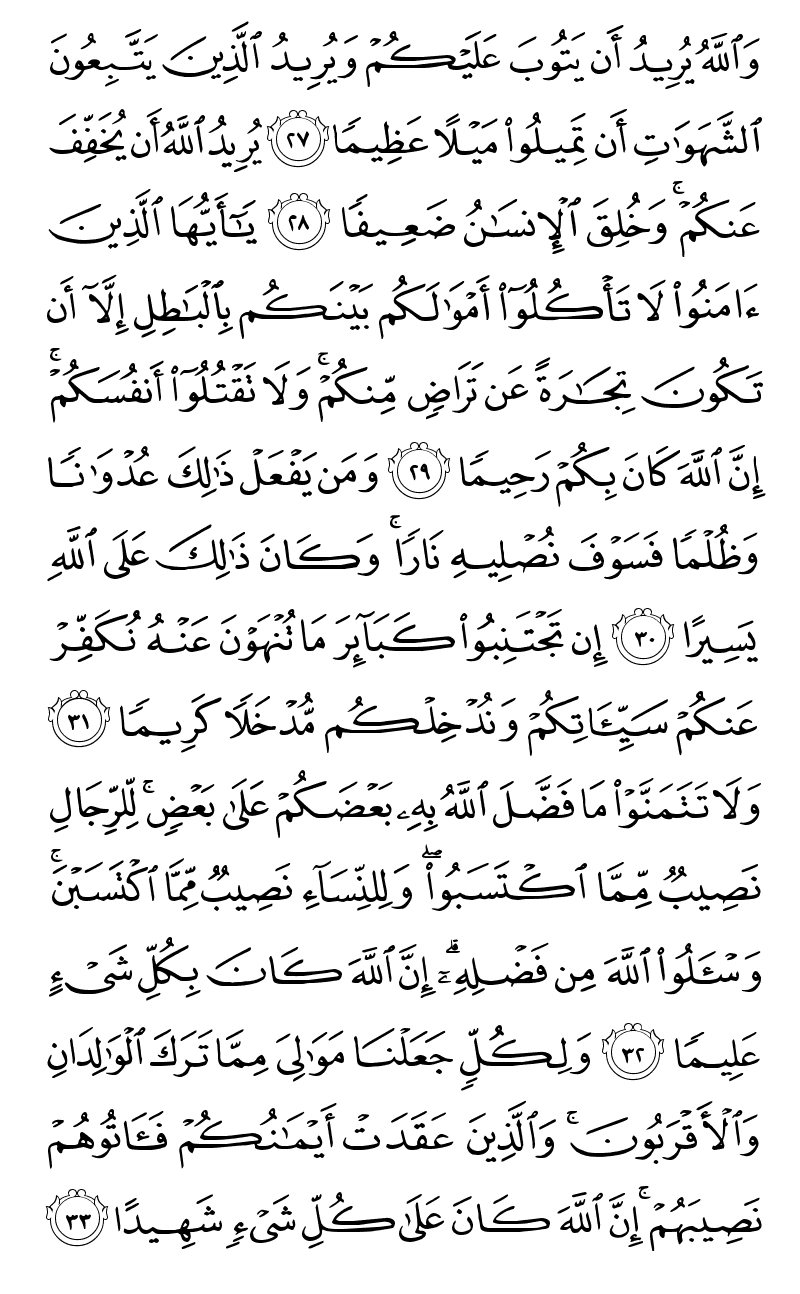 وَٱللَّهُ يُرِيدُ أَن يَتُوبَ عَلَيۡكُمۡ وَيُرِيدُ ٱلَّذِينَ يَتَّبِعُونَ
ٱلشَّهَوَٰتِ أَن تَمِيلُواْ مَيۡلًا عَظِيمٗا ٢٧ يُرِيدُ ٱللَّهُ أَن يُخَفِّفَ
عَنكُمۡۚ وَخُلِقَ ٱلۡإِنسَٰنُ ضَعِيفٗا ٢٨ يَٰٓأَيُّهَا ٱلَّذِينَ
ءَامَنُواْ لَا تَأۡكُلُوٓاْ أَمۡوَٰلَكُم بَيۡنَكُم بِٱلۡبَٰطِلِ إِلَّآ أَن
تَكُونَ تِجَٰرَةً عَن تَرَاضٖ مِّنكُمۡۚ وَلَا تَقۡتُلُوٓاْ أَنفُسَكُمۡۚ
إِنَّ ٱللَّهَ كَانَ بِكُمۡ رَحِيمٗا ٢٩ وَمَن يَفۡعَلۡ ذَٰلِكَ عُدۡوَٰنٗا
وَظُلۡمٗا فَسَوۡفَ نُصۡلِيهِ نَارٗاۚ وَكَانَ ذَٰلِكَ عَلَى ٱللَّهِ
يَسِيرًا ٣٠ إِن تَجۡتَنِبُواْ كَبَآئِرَ مَا تُنۡهَوۡنَ عَنۡهُ نُكَفِّرۡ
عَنكُمۡ سَيِّـَٔاتِكُمۡ وَنُدۡخِلۡكُم مُّدۡخَلٗا كَرِيمٗا ٣١
وَلَا تَتَمَنَّوۡاْ مَا فَضَّلَ ٱللَّهُ بِهِۦ بَعۡضَكُمۡ عَلَىٰ بَعۡضٖۚ لِّلرِّجَالِ
نَصِيبٞ مِّمَّا ٱكۡتَسَبُواْۖ وَلِلنِّسَآءِ نَصِيبٞ مِّمَّا ٱكۡتَسَبۡنَۚ
وَسۡـَٔلُواْ ٱللَّهَ مِن فَضۡلِهِۦٓۗ إِنَّ ٱللَّهَ كَانَ بِكُلِّ شَيۡءٍ
عَلِيمٗا ٣٢ وَلِكُلّٖ جَعَلۡنَا مَوَٰلِيَ مِمَّا تَرَكَ ٱلۡوَٰلِدَانِ
وَٱلۡأَقۡرَبُونَۚ وَٱلَّذِينَ عَقَدَتۡ أَيۡمَٰنُكُمۡ فَـَٔاتُوهُمۡ
نَصِيبَهُمۡۚ إِنَّ ٱللَّهَ كَانَ عَلَىٰ كُلِّ شَيۡءٖ شَهِيدًا ٣٣